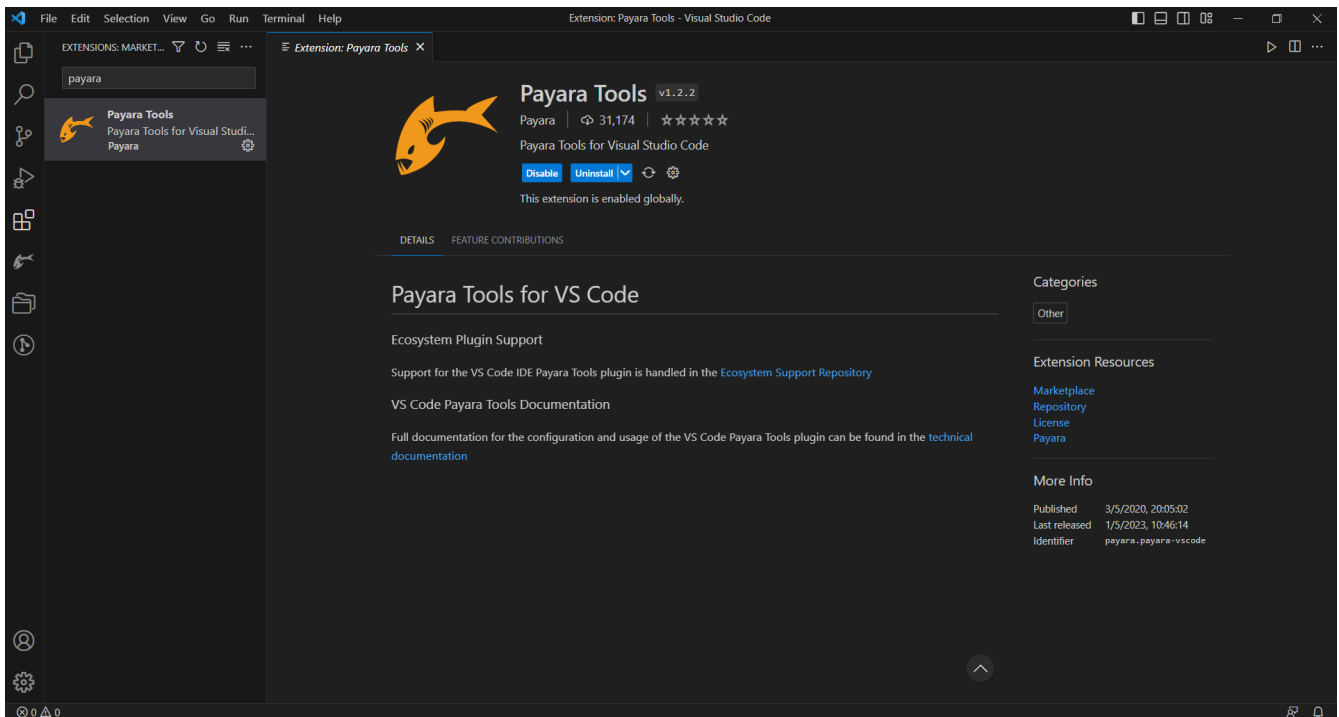 File Edit Selection View Go Run Terminal Help
Extension: Payara Tools - Visual Studio Code
EXTENSIONS: MARKET...
payara
Payara Tools
Payara Tools for Visual Studi...
Payara
Extension: Payara Tools
Payara Tools v1.2.2
Payara 31,174
Payara Tools for Visual Studio Code
Disable Uninstall
This extension is enabled globally.
DETAILS FEATURE CONTRIBUTIONS
Payara Tools for VS Code
Ecosystem Plugin Support
Support for the VS Code IDE Payara Tools plugin is handled in the Ecosystem Support Repository
VS Code Payara Tools Documentation
Full documentation for the configuration and usage of the VS Code Payara Tools plugin can be found in the technical
documentation
Categories
Other
Extension Resources
Marketplace
Repository
License
Payara
More Info
Published 3/5/2020, 20:05:02
Last released 1/5/2023, 10:46:14
Identifier payara.payara-vscode
0 0